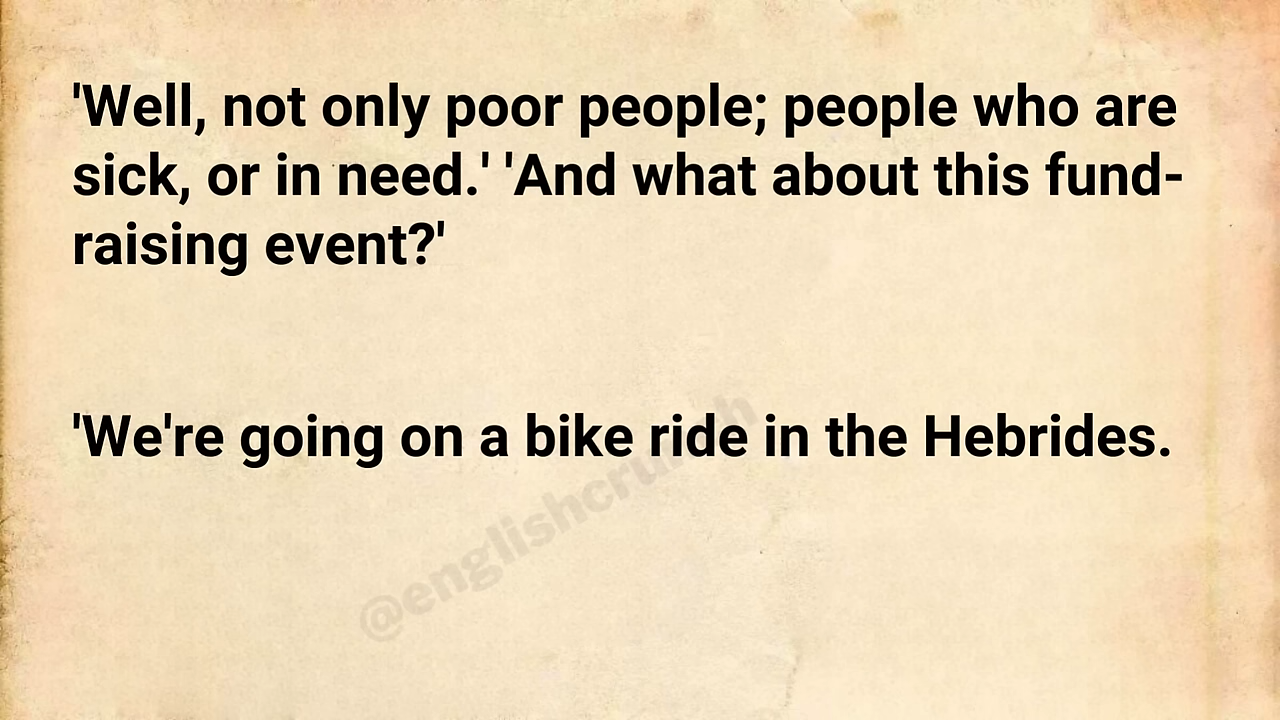 'Well, not only poor people; people who are
sick, or in need.' 'And what about this fund-
raising event?'
'We're going on a bike ride in the Hebrides.
@englishcrunch